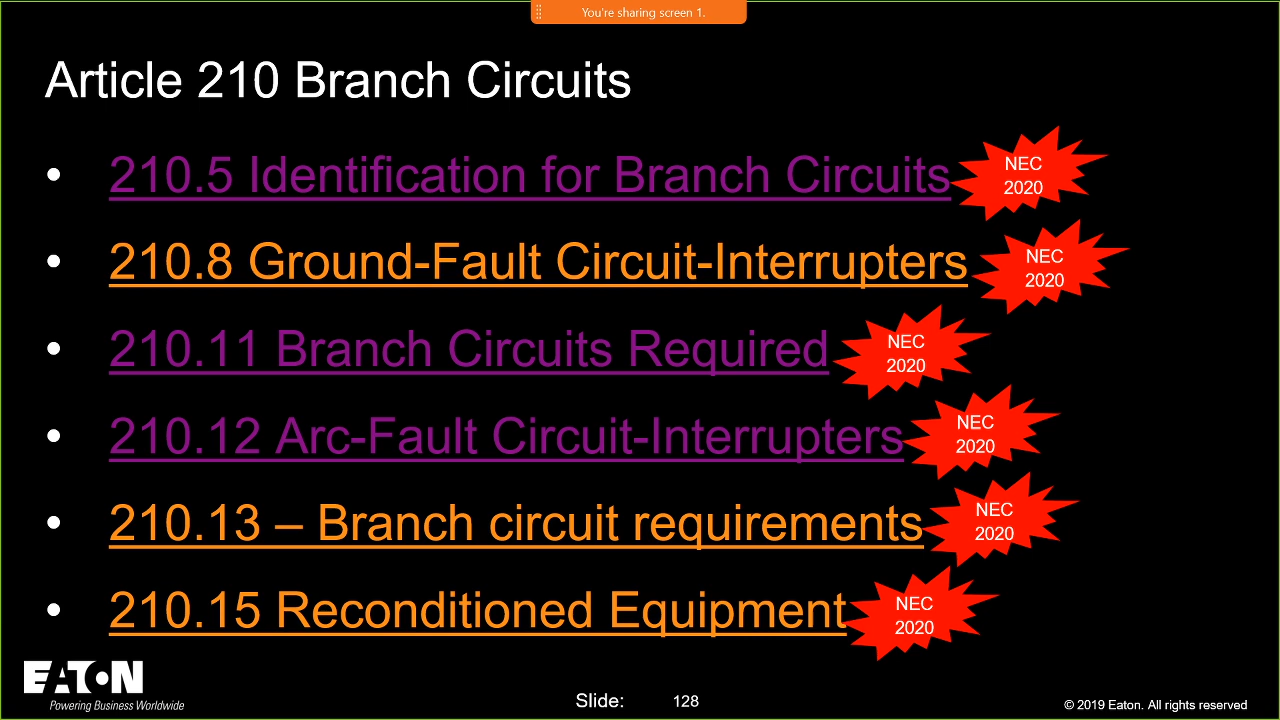 You're sharing screen 1.
Article 210 Branch Circuits
• 210.5 Identification for Branch Circuits
NEC
2020
• 210.8 Ground-Fault Circuit-Interrupters
NEC
2020
• 210.11 Branch Circuits Required
NEC
2020
• 210.12 Arc-Fault Circuit-Interrupters
NEC
2020
• 210.13 – Branch circuit requirements
NEC
2020
• 210.15 Reconditioned Equipment
NEC
2020
EATON
Powering Business Worldwide
Slide: 128
© 2019 Eaton. All rights reserved